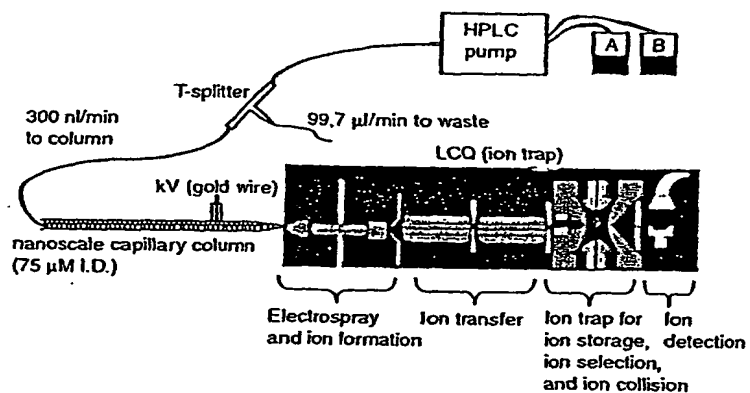 HPLC
pump
A
B
T-splitter
300 nl/min
to column
99,7 µl/min to waste
LCQ (ion trap)
kV (gold wire)
nanoscale capillary column
(75 µM I.D.)
Electrospray
and ion formation
Ion transfer
Ion trap for
ion storage,
ion selection,
and ion collision
Ion
detection